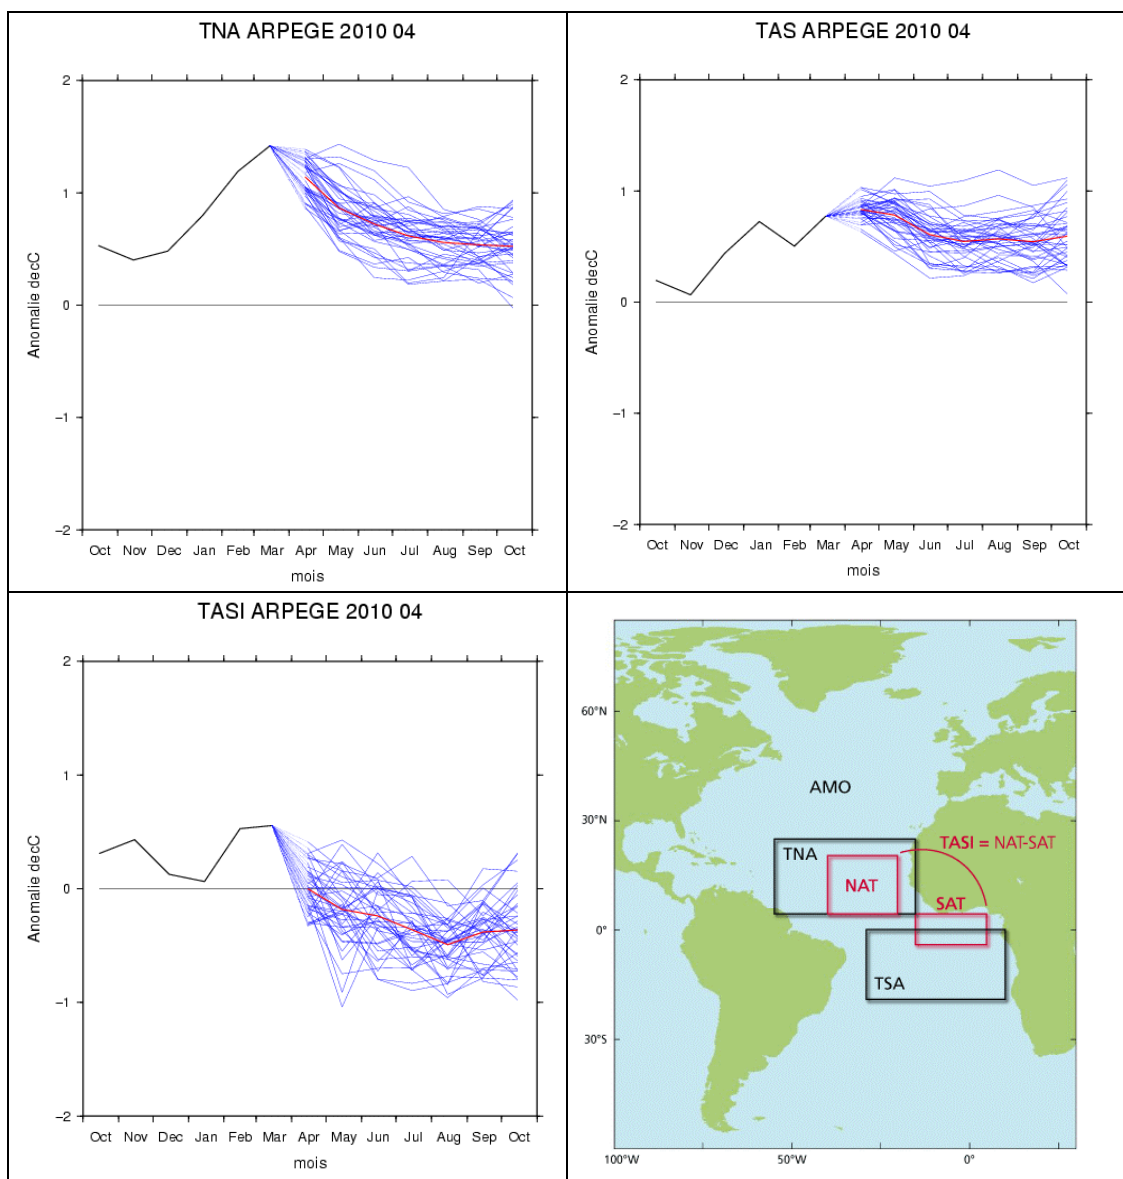 TNA ARPEGE 2010 04
2
1
0
−1
−2
Anomalie decC
Oct Nov Dec Jan Feb Mar Apr May Jun Jul Aug Sep Oct
mois
TAS ARPEGE 2010 04
2
1
0
−1
−2
Anomalie decC
Oct Nov Dec Jan Feb Mar Apr May Jun Jul Aug Sep Oct
mois
TASI ARPEGE 2010 04
2
1
0
−1
−2
Anomalie decC
Oct Nov Dec Jan Feb Mar Apr May Jun Jul Aug Sep Oct
mois
60°N
AMO
30°N
TASI = NAT-SAT
TNA
NAT
SAT
0°
TSA
30°S
100°W 50°W 0°